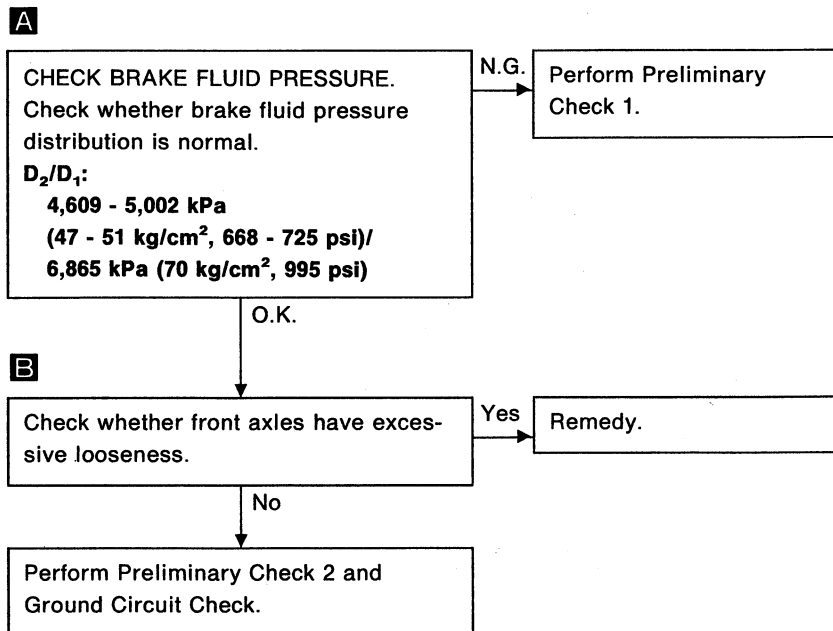 A
CHECK BRAKE FLUID PRESSURE.
Check whether brake fluid pressure
distribution is normal.
D₂/D₁:
4,609 - 5,002 kPa
(47 - 51 kg/cm², 668 - 725 psi)/
6,865 kPa (70 kg/cm², 995 psi)
N.G.
Perform Preliminary
Check 1.
O.K.
B
Check whether front axles have exces-
sive looseness.
Yes
Remedy.
No
Perform Preliminary Check 2 and
Ground Circuit Check.